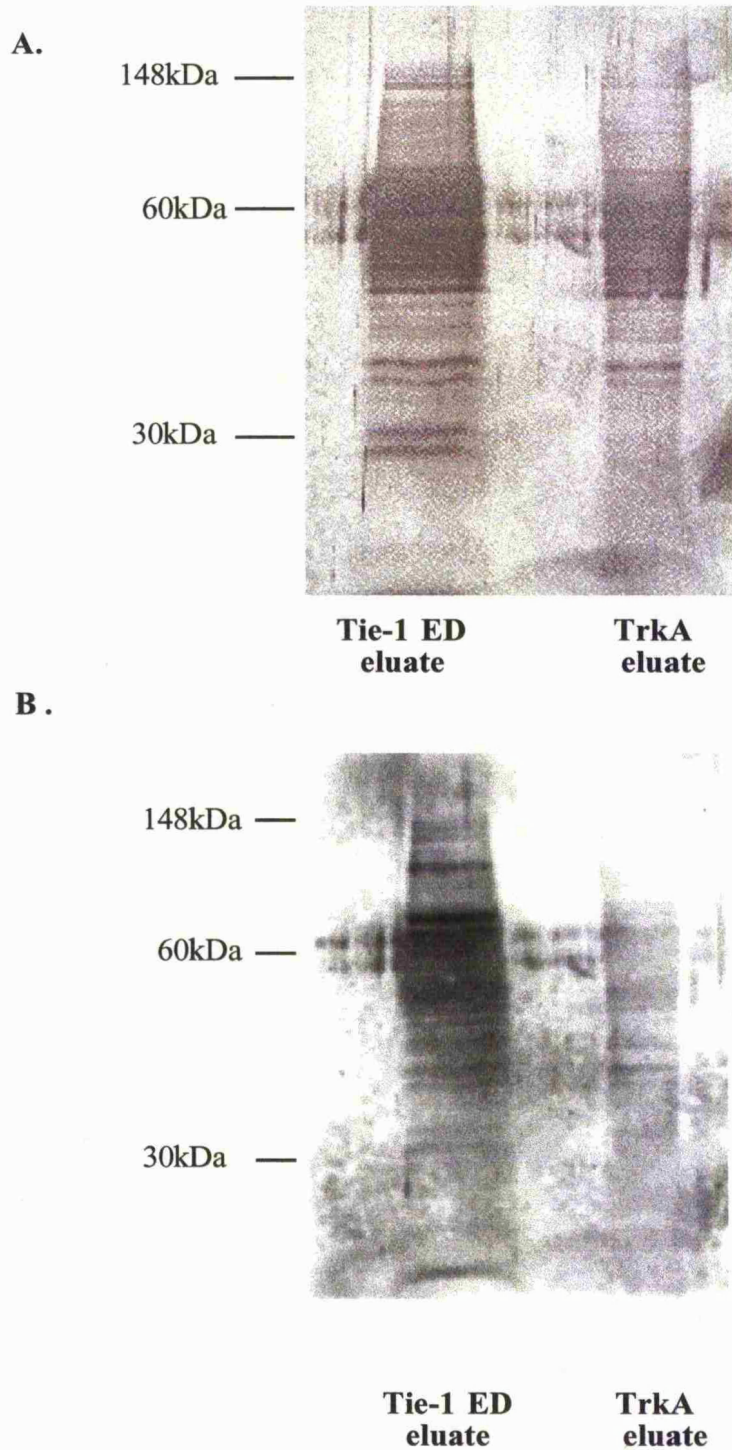 A.
148kDa
60kDa
30kDa
Tie-1 ED
eluate
TrkA
eluate
B .
148kDa
60kDa
30kDa
Tie-1 ED
eluate
TrkA
eluate